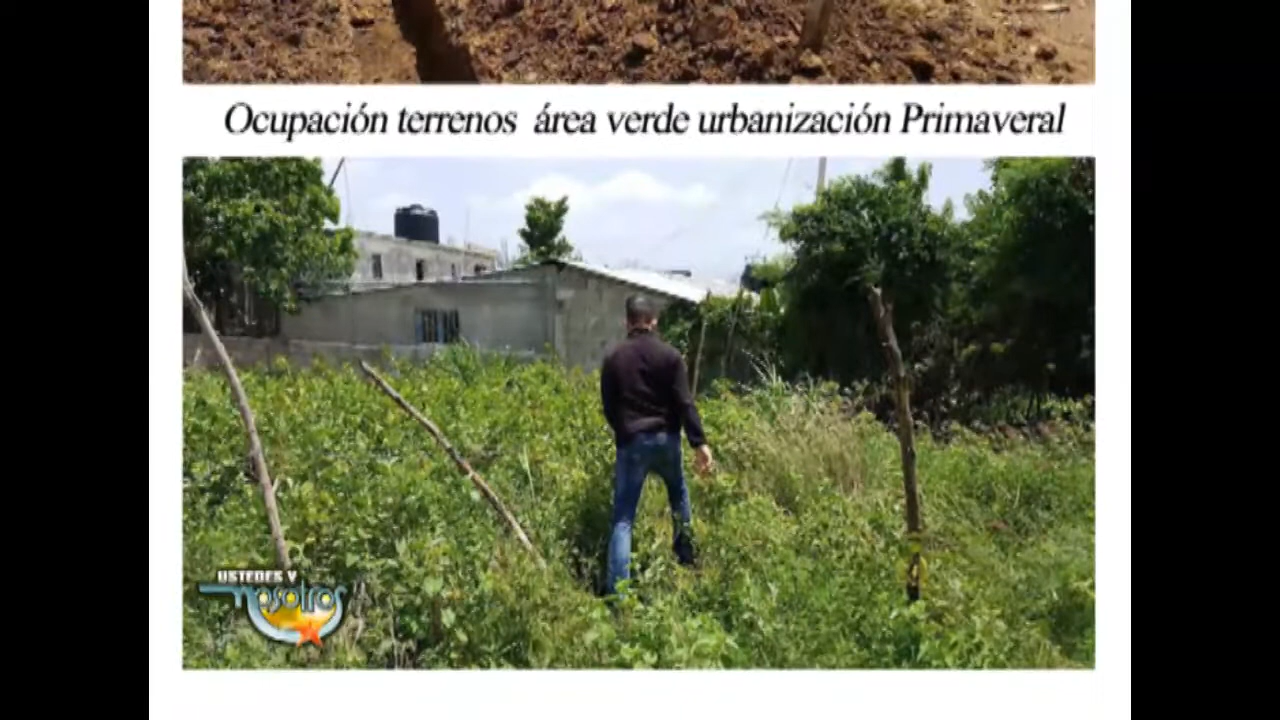 Ocupación terrenos área verde urbanización Primaveral
USTEDES Y
nosotros